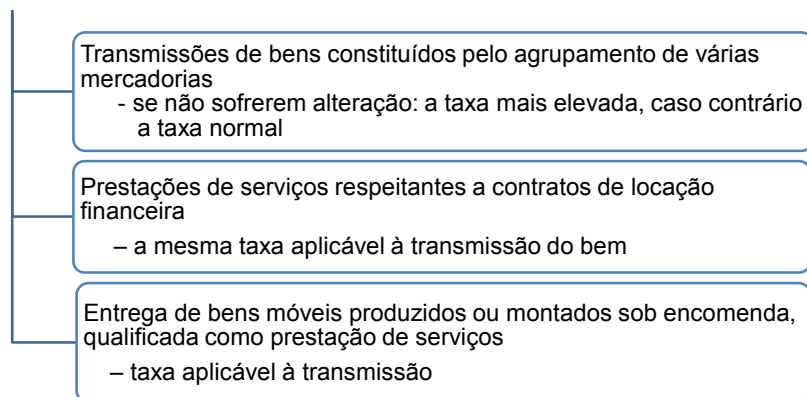 Transmissões de bens constituídos pelo agrupamento de várias
mercadorias
- se não sofrerem alteração: a taxa mais elevada, caso contrário
a taxa normal
Prestações de serviços respeitantes a contratos de locação
financeira
– a mesma taxa aplicável à transmissão do bem
Entrega de bens móveis produzidos ou montados sob encomenda,
qualificada como prestação de serviços
– taxa aplicável à transmissão